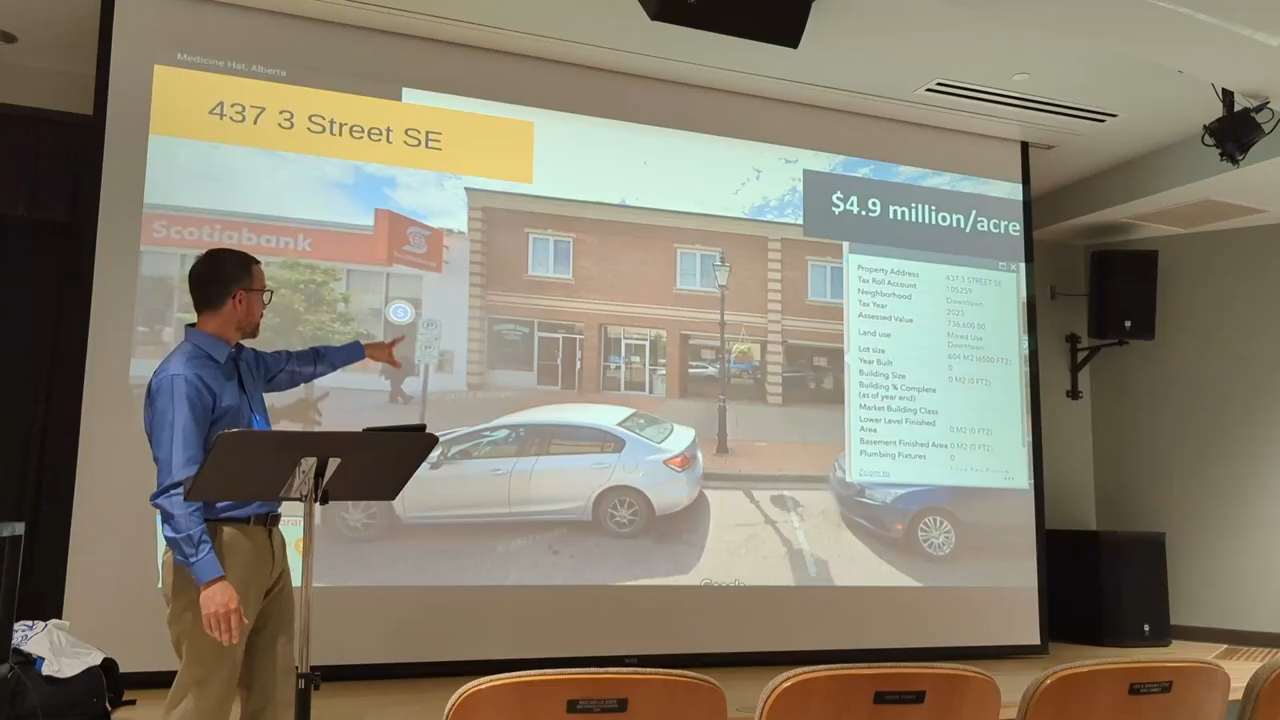 Medicine Hat, Alberta
437 3 Street SE
$4.9 million/acre
Scotiabank
Property Address 437 3 STREET SE
Tax Roll Account 105259
Neighborhood Downtown
Tax Year 2023
Assessed Value 736,600.00
Land use Mixed Use Downtown
Lot size 604 M2 (6500 FT2)
Year Built 0
Building Size 0 M2 (0 FT2)
Building % Complete
(as of year end)
Market Building Class
Lower Level Finished
Area 0 M2 (0 FT2)
Basement Finished Area 0 M2 (0 FT2)
Plumbing Fixtures 0
Zoom to
$
P
P
Google